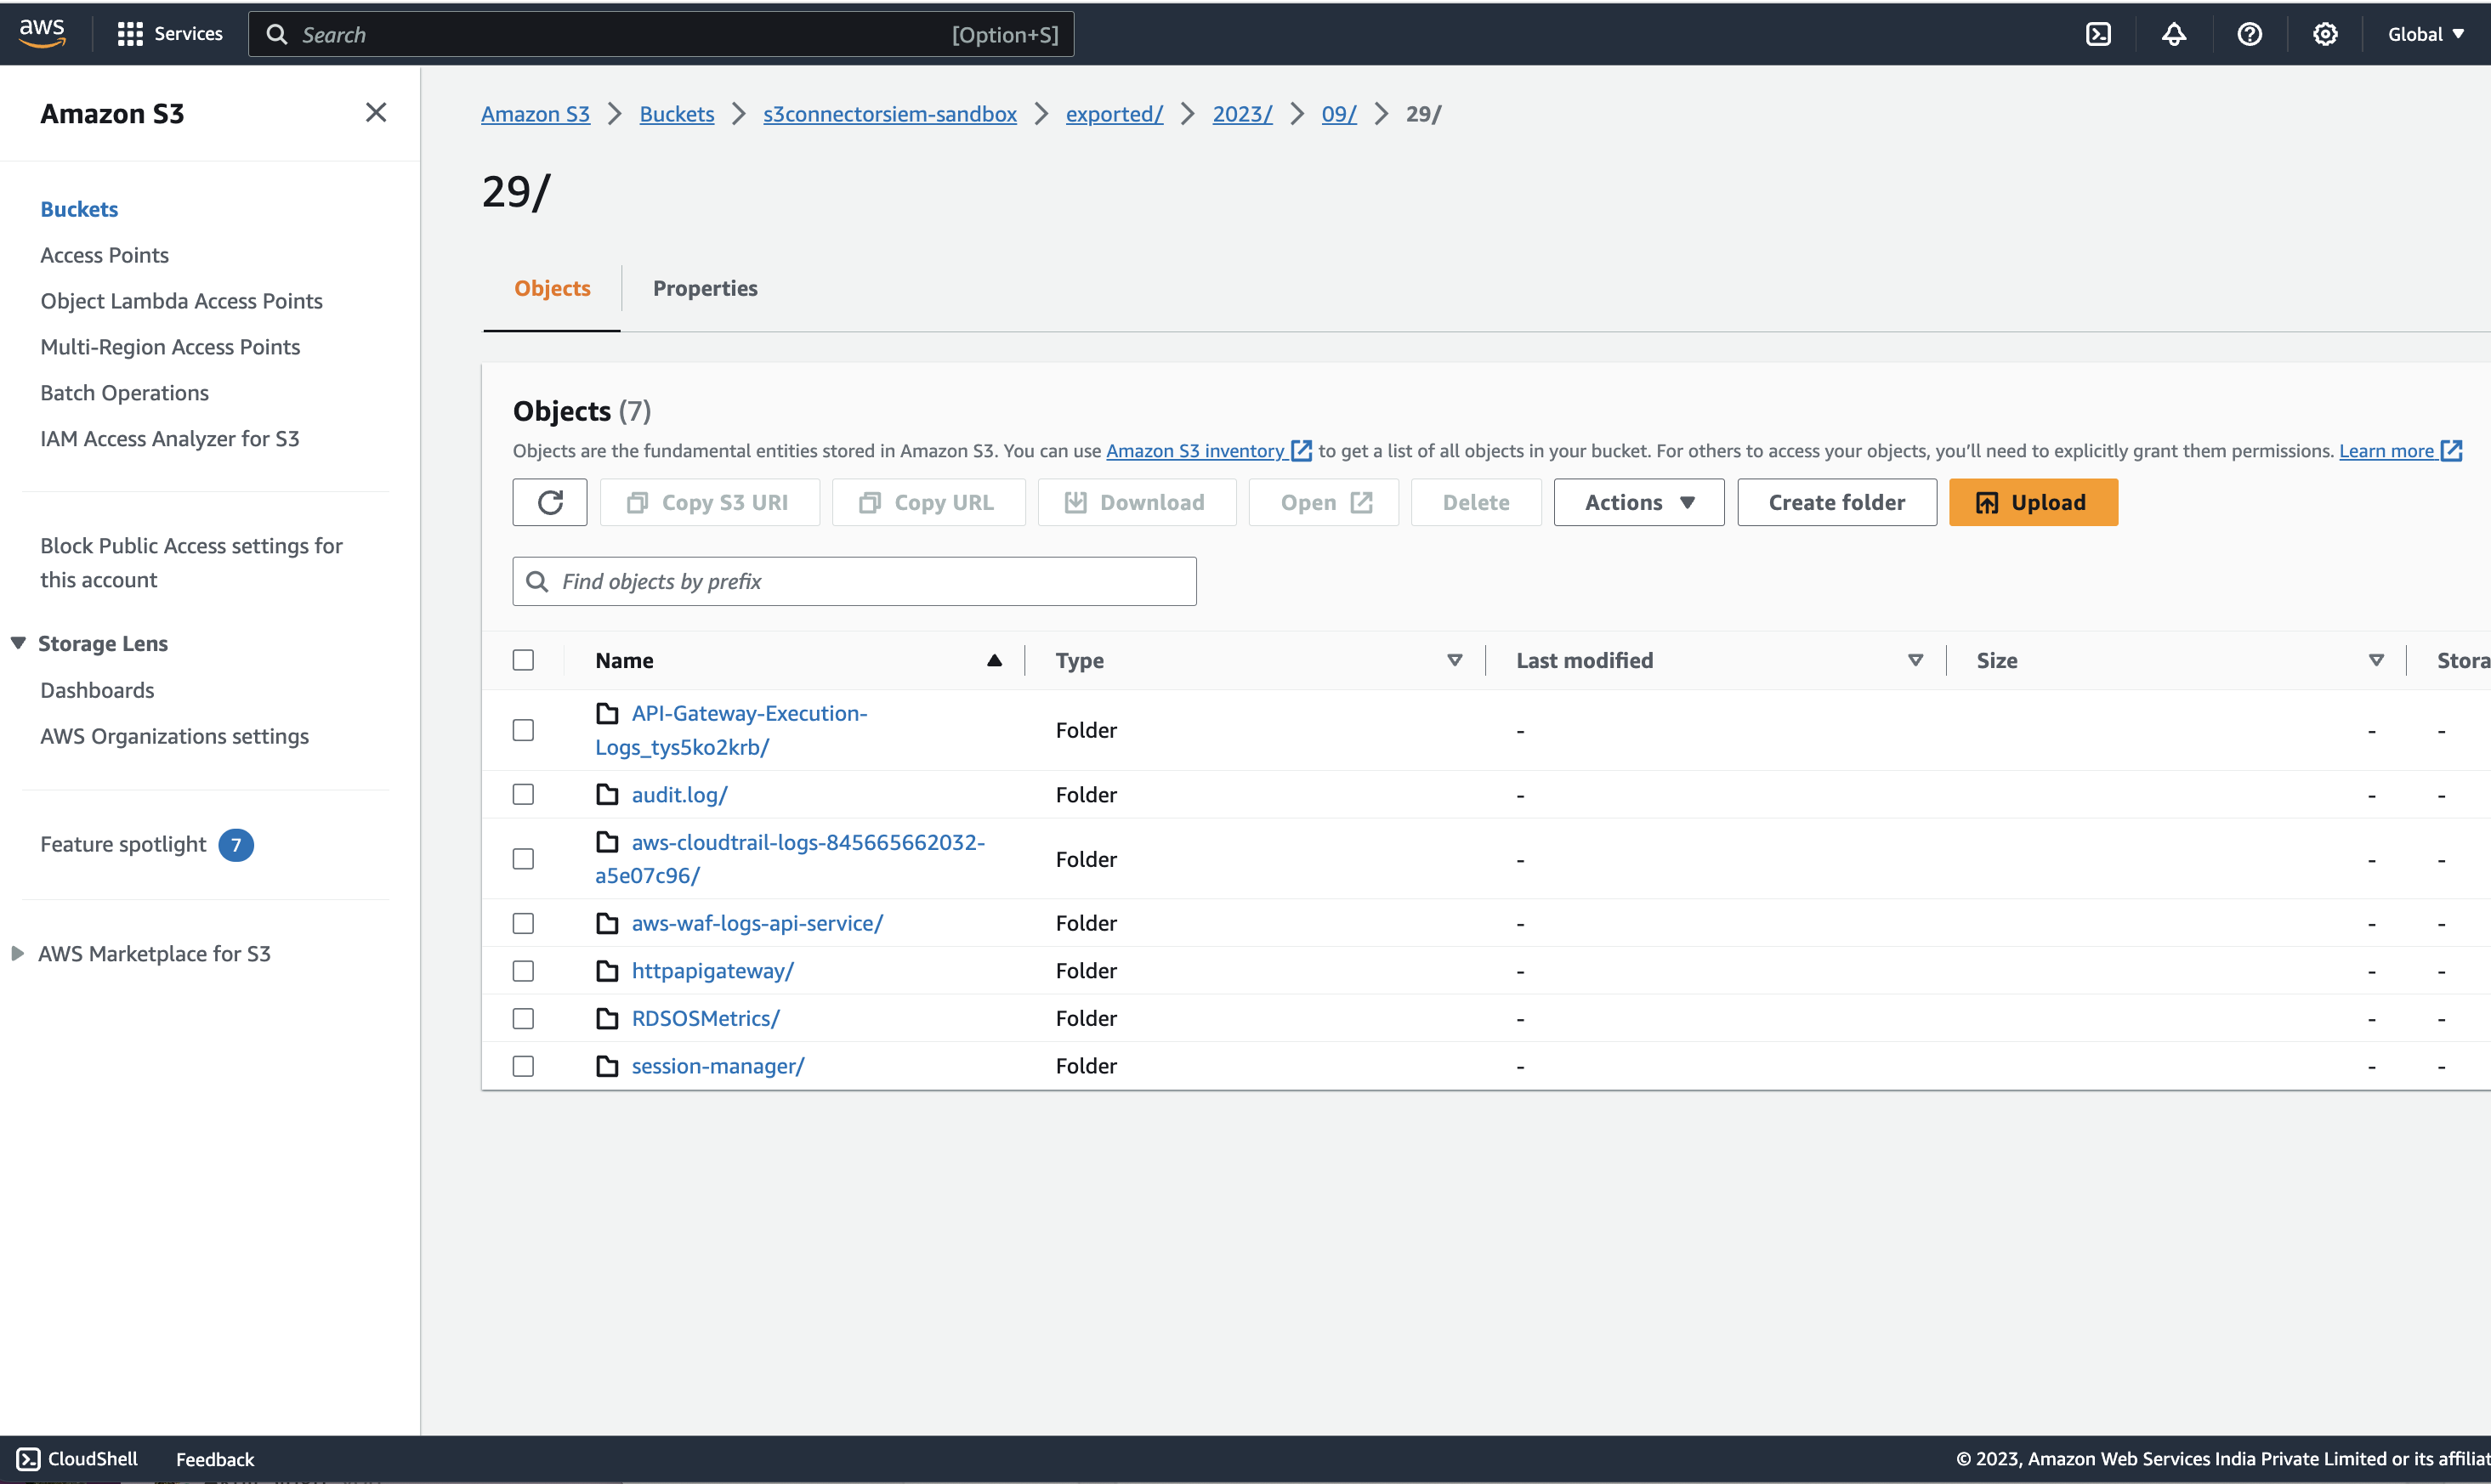 aws
Services
Search
[Option+S]
Global
Amazon S3
Buckets
Access Points
Object Lambda Access Points
Multi-Region Access Points
Batch Operations
IAM Access Analyzer for S3
Block Public Access settings for
this account
Storage Lens
Dashboards
AWS Organizations settings
Feature spotlight 7
AWS Marketplace for S3
Amazon S3 > Buckets > s3connectorsiem-sandbox > exported/ > 2023/ > 09/ > 29/
29/
Objects
Properties
Objects (7)
Objects are the fundamental entities stored in Amazon S3. You can use Amazon S3 inventory to get a list of all objects in your bucket. For others to access your objects, you'll need to explicitly grant them permissions. Learn more
Copy S3 URI
Copy URL
Download
Open
Delete
Actions
Create folder
Upload
Find objects by prefix
Name Type Last modified Size Stora
API-Gateway-Execution-
Logs_tys5ko2krb/
Folder - - -
audit.log/ Folder - - -
aws-cloudtrail-logs-845665662032-
a5e07c96/
Folder - - -
aws-waf-logs-api-service/ Folder - - -
httpapigateway/ Folder - - -
RDSOSMetrics/ Folder - - -
session-manager/ Folder - - -
CloudShell
Feedback
© 2023, Amazon Web Services India Private Limited or its affiliat